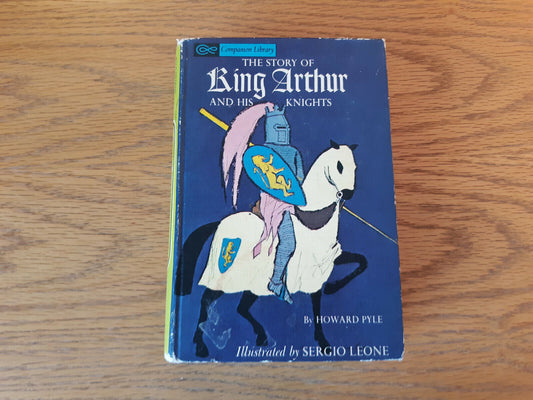 Companion Library
THE STORY OF
King Arthur
AND HIS KNIGHTS
By HOWARD PYLE
Illustrated by SERGIO LEONE